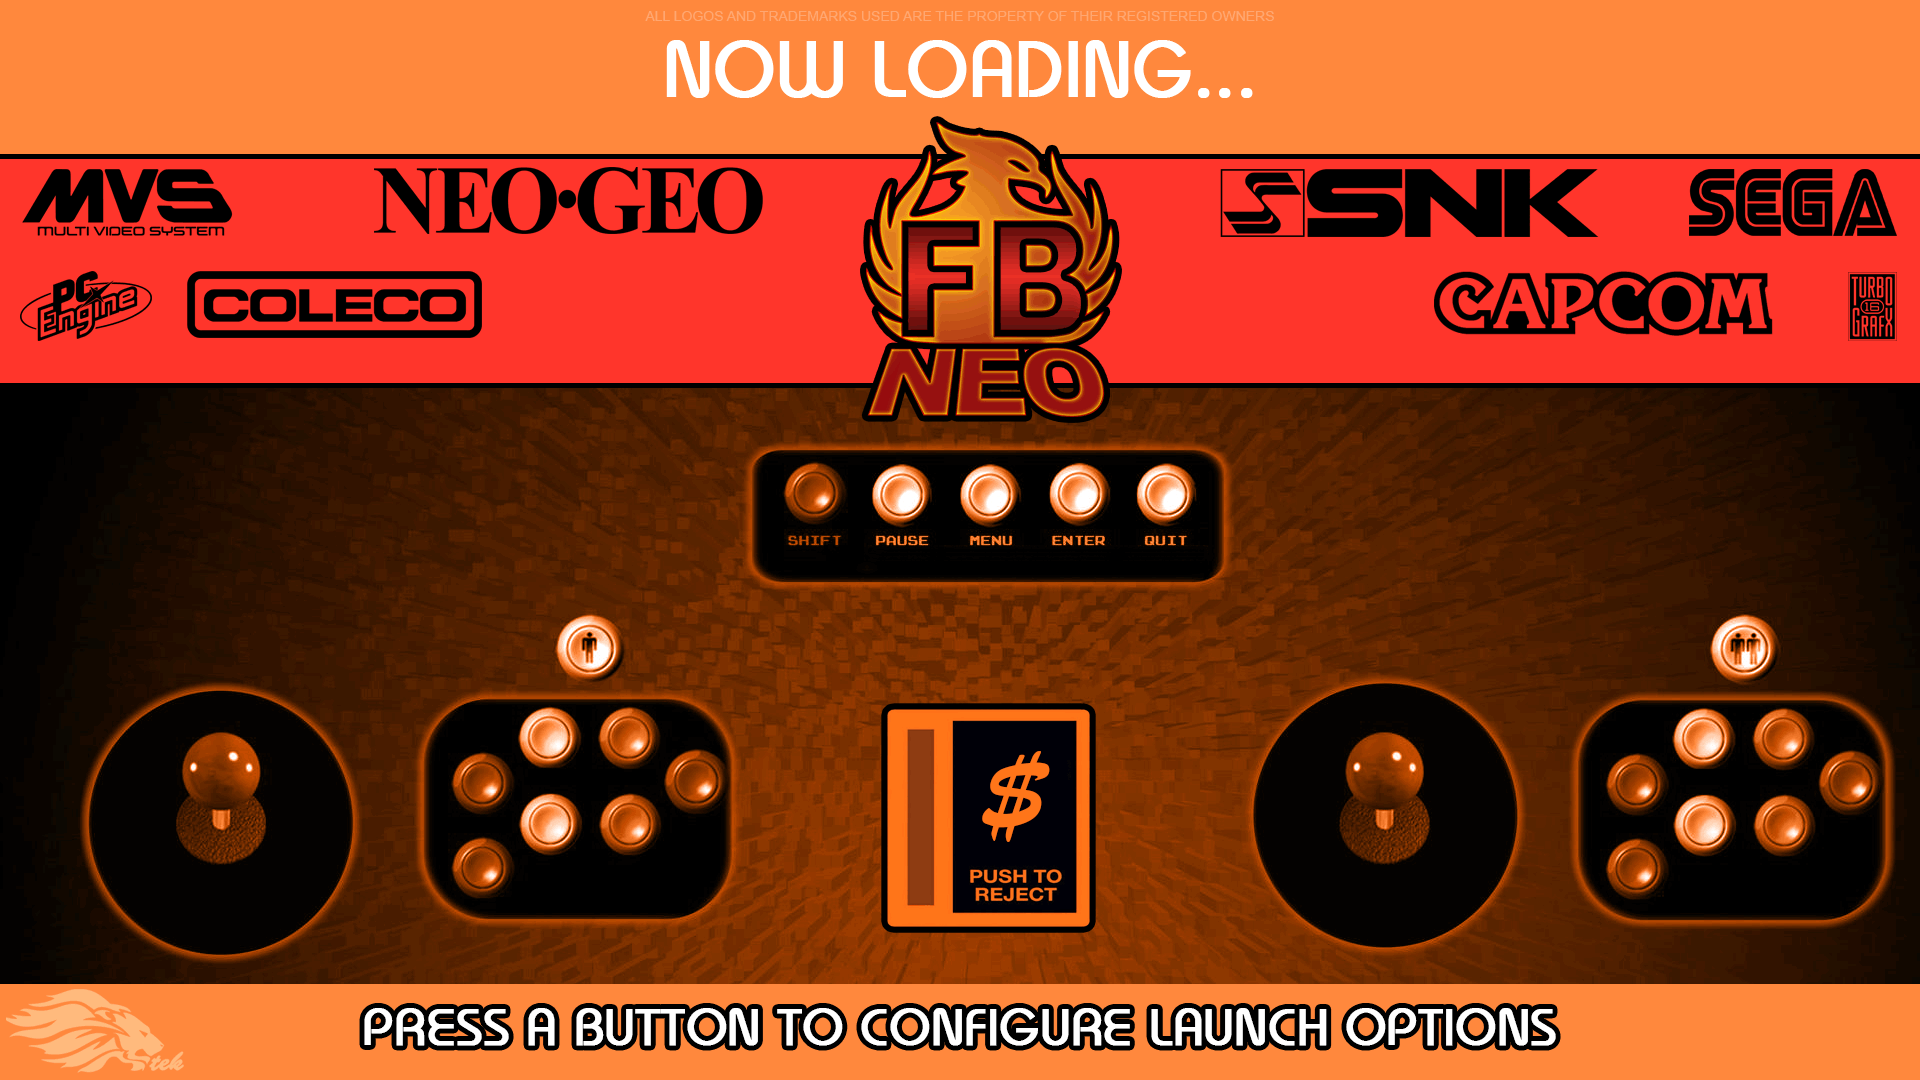 ALL LOGOS AND TRADEMARKS USED ARE THE PROPERTY OF THEIR REGISTERED OWNERS
NOW LOADING...
MVS
MULTI VIDEO SYSTEM
NEO•GEO
SNK
SEGA
PC Engine
COLECO
FB
NEO
CAPCOM
TURBO
16
GRAFX
SHIFT PAUSE MENU ENTER QUIT
$
PUSH TO
REJECT
tek
PRESS A BUTTON TO CONFIGURE LAUNCH OPTIONS